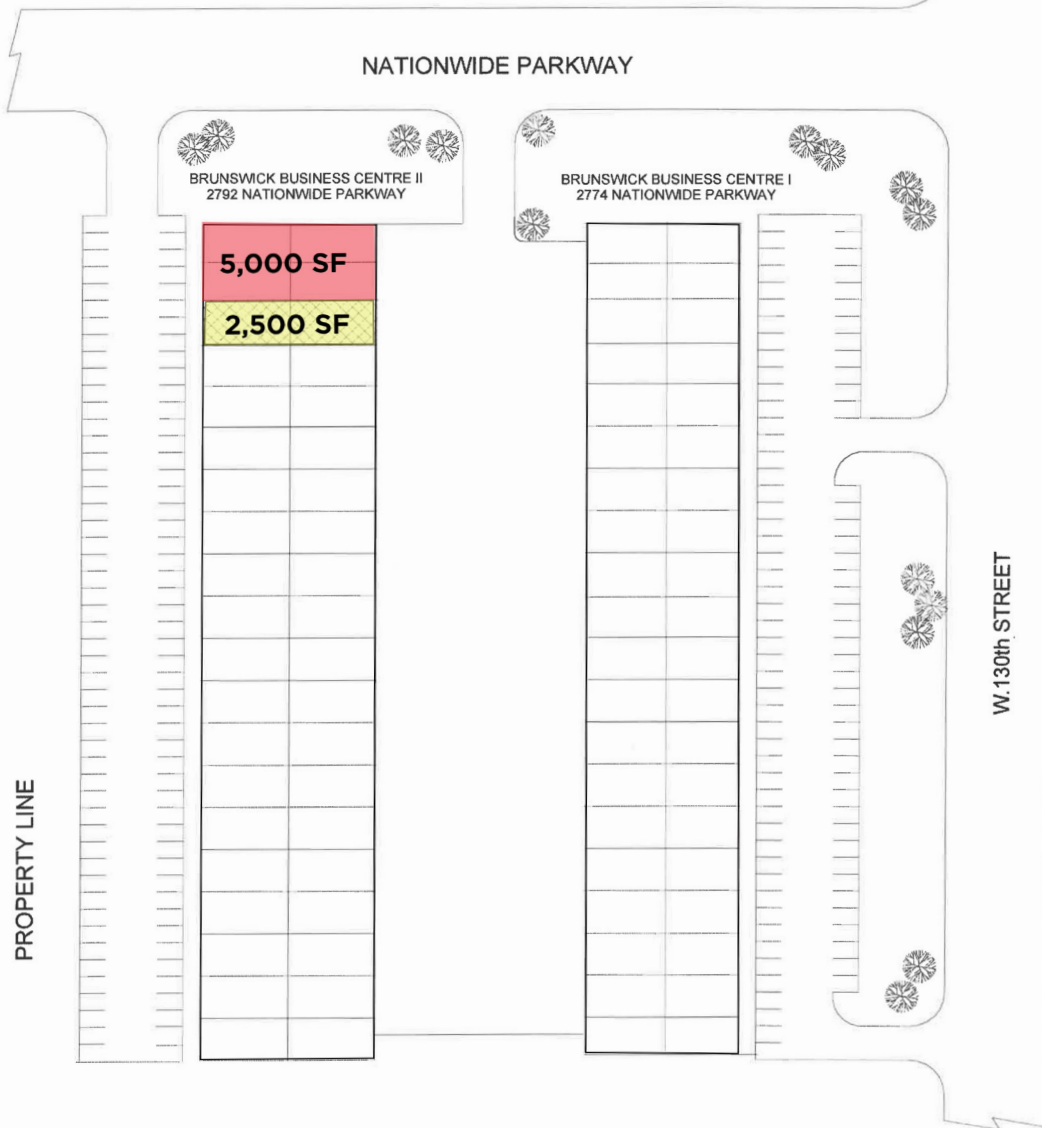 NATIONWIDE PARKWAY
BRUNSWICK BUSINESS CENTRE II
2792 NATIONWIDE PARKWAY
BRUNSWICK BUSINESS CENTRE I
2774 NATIONWIDE PARKWAY
5,000 SF
2,500 SF
W.130th STREET
PROPERTY LINE